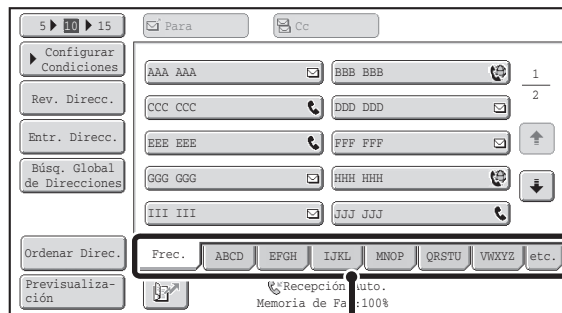 5 10 15
Para
Cc
Configurar
Condiciones
Rev. Direcc.
Entr. Direcc.
Búsq. Global
de Direcciones
Ordenar Direc.
Previsualiza-
ción
AAA AAA
BBB BBB
CCC CCC
DDD DDD
EEE EEE
FFF FFF
GGG GGG
HHH HHH
III III
JJJ JJJ
1
2
Frec. ABCD EFGH IJKL MNOP QRSTU VWXYZ etc.
Recepción uto.
Memoria de Fa :100%